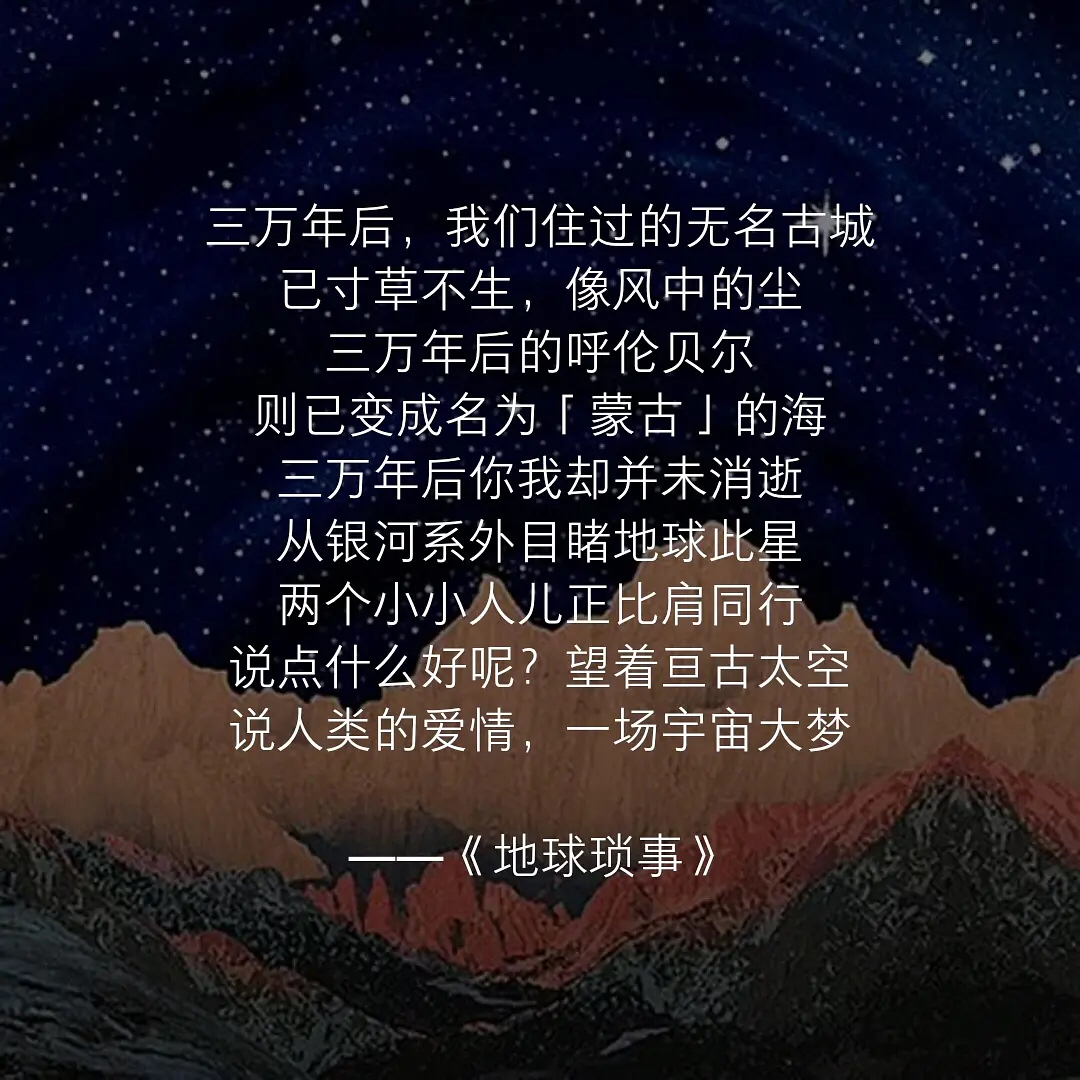 三万年后，我们住过的无名古城
已寸草不生，像风中的尘
三万年后的呼伦贝尔
则已变成名为「蒙古」的海
三万年后你我却并未消逝
从银河系外目睹地球此星
两个小小人儿正比肩同行
说点什么好呢？望着亘古太空
说人类的爱情，一场宇宙大梦
——《地球琐事》